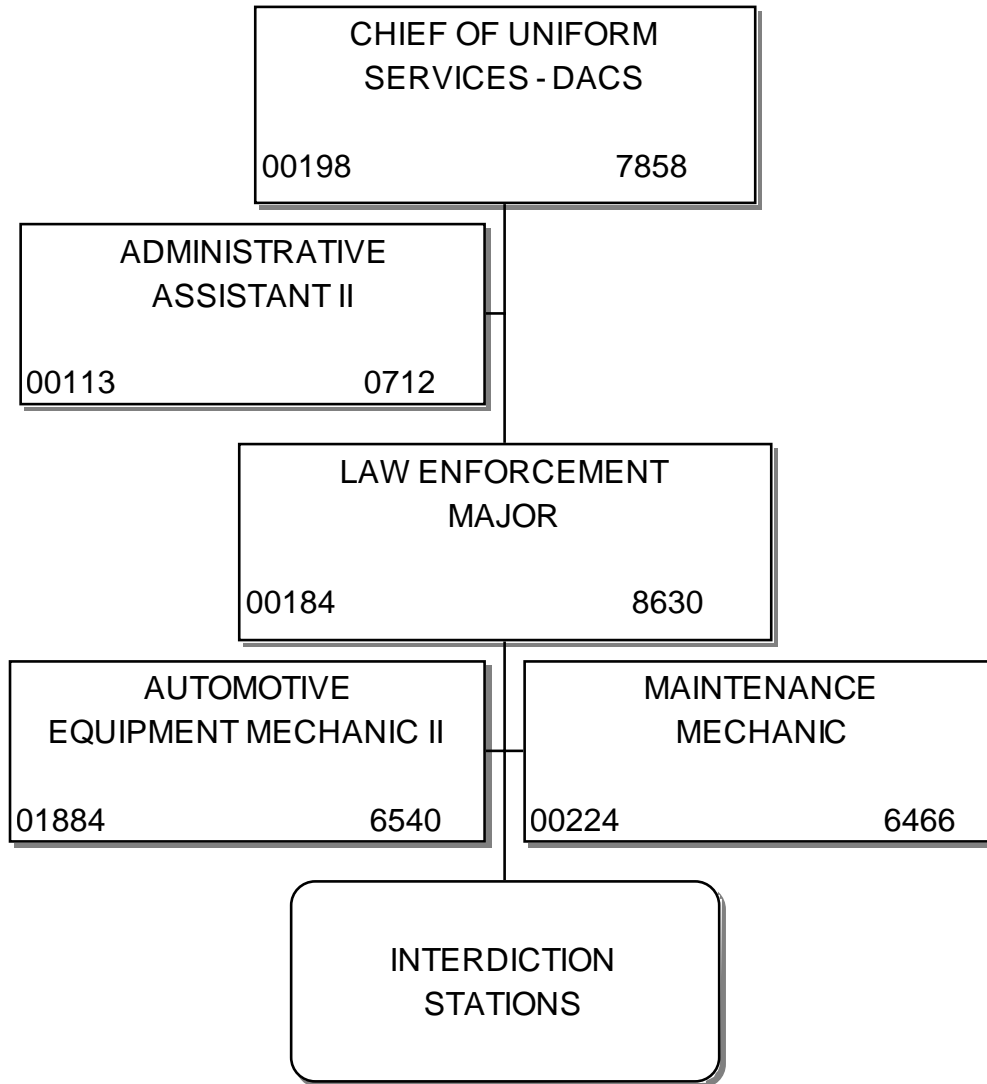 CHIEF OF UNIFORM
SERVICES - DACS
00198 7858
ADMINISTRATIVE
ASSISTANT II
00113 0712
LAW ENFORCEMENT
MAJOR
00184 8630
AUTOMOTIVE
EQUIPMENT MECHANIC II
01884 6540
MAINTENANCE
MECHANIC
00224 6466
INTERDICTION
STATIONS